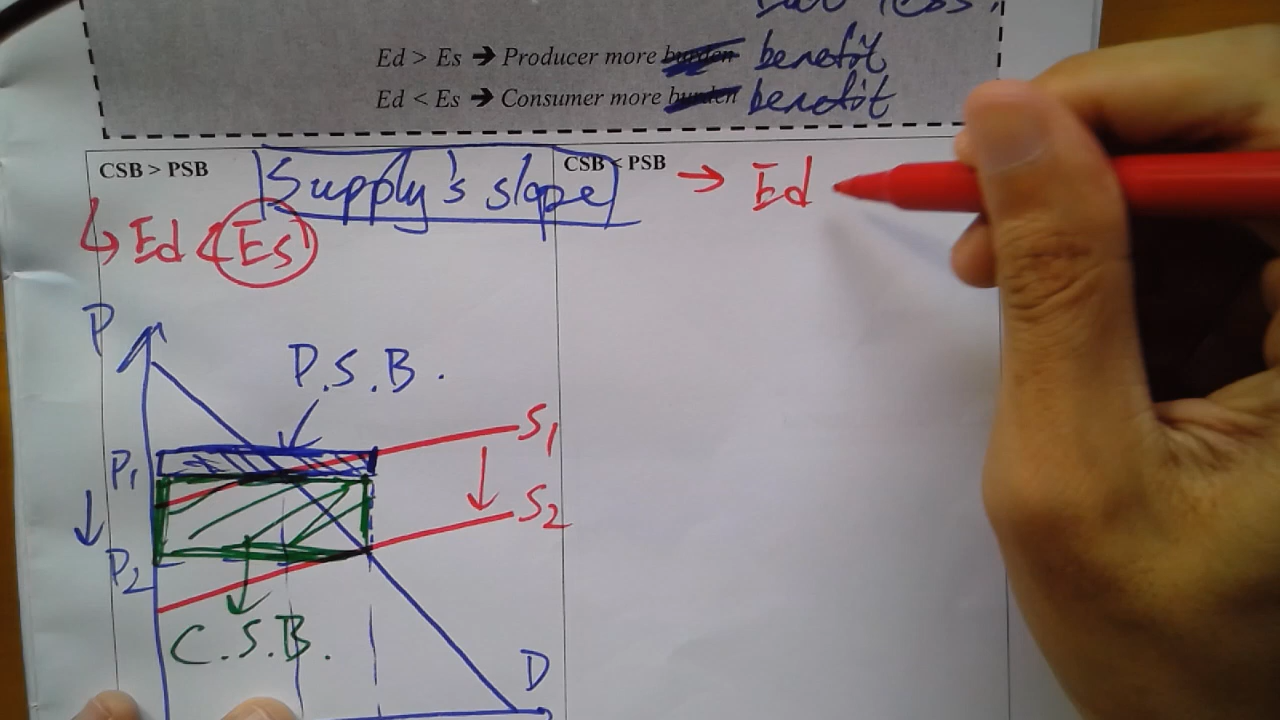 Ed > Es ➔ Producer more burden benefit
Ed < Es ➔ Consumer more burden benefit
CSB > PSB
Supply's slope
CSB < PSB → Ed
↳ Ed < Es
P
P.S.B.
S1
P1
S2
P2
C.S.B.
D